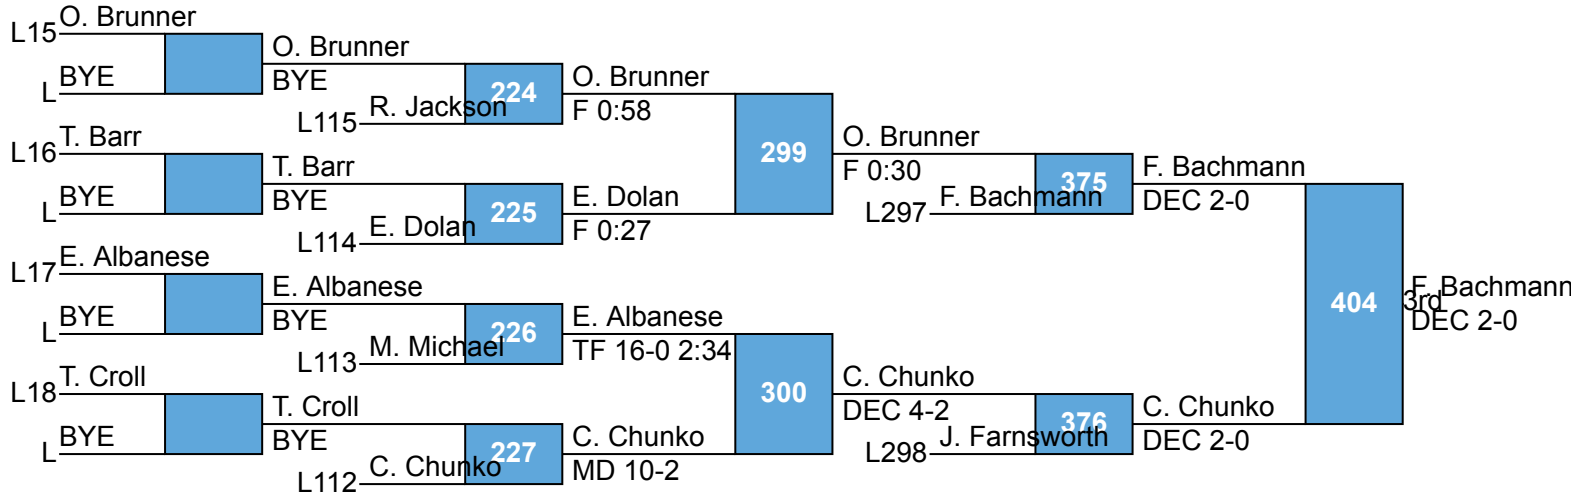 L15 O. Brunner
L BYE
O. Brunner
BYE
L115 R. Jackson
224
O. Brunner
F 0:58
L16 T. Barr
L BYE
T. Barr
BYE
L114 E. Dolan
225
E. Dolan
F 0:27
299
O. Brunner
F 0:30
L297 F. Bachmann
375
F. Bachmann
DEC 2-0
L17 E. Albanese
L BYE
E. Albanese
BYE
L113 M. Michael
226
E. Albanese
TF 16-0 2:34
L18 T. Croll
L BYE
T. Croll
BYE
L112 C. Chunko
227
C. Chunko
MD 10-2
300
C. Chunko
DEC 4-2
L298 J. Farnsworth
376
C. Chunko
DEC 2-0
404
3rd
F. Bachmann
DEC 2-0